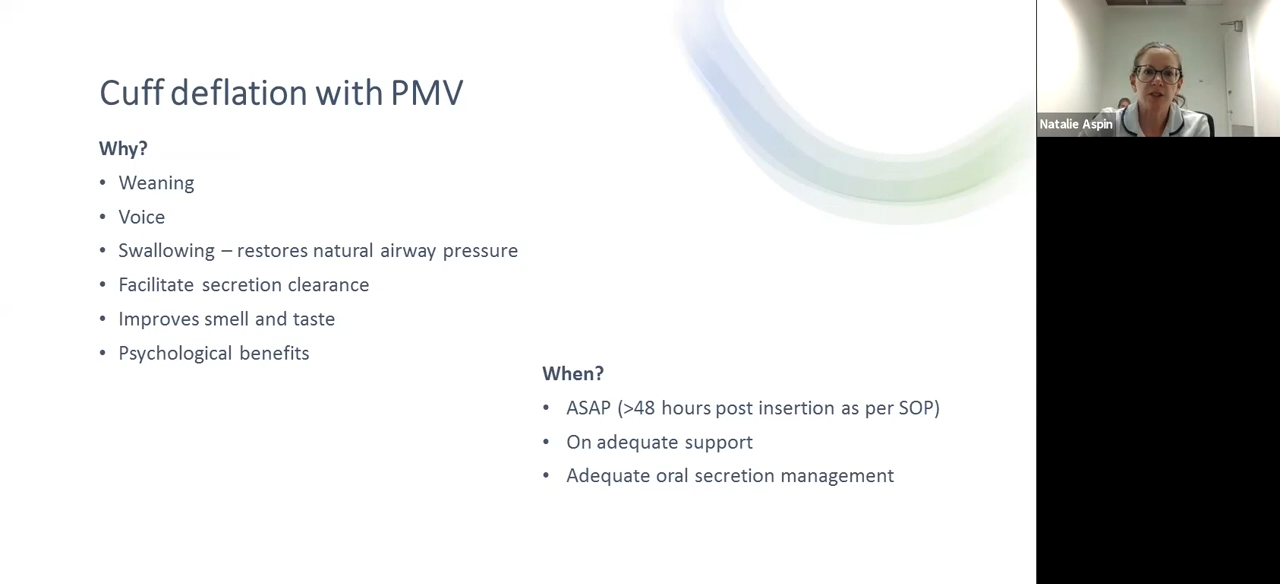 Cuff deflation with PMV
Why?
• Weaning
• Voice
• Swallowing – restores natural airway pressure
• Facilitate secretion clearance
• Improves smell and taste
• Psychological benefits
When?
• ASAP (>48 hours post insertion as per SOP)
• On adequate support
• Adequate oral secretion management
Natalie Aspin